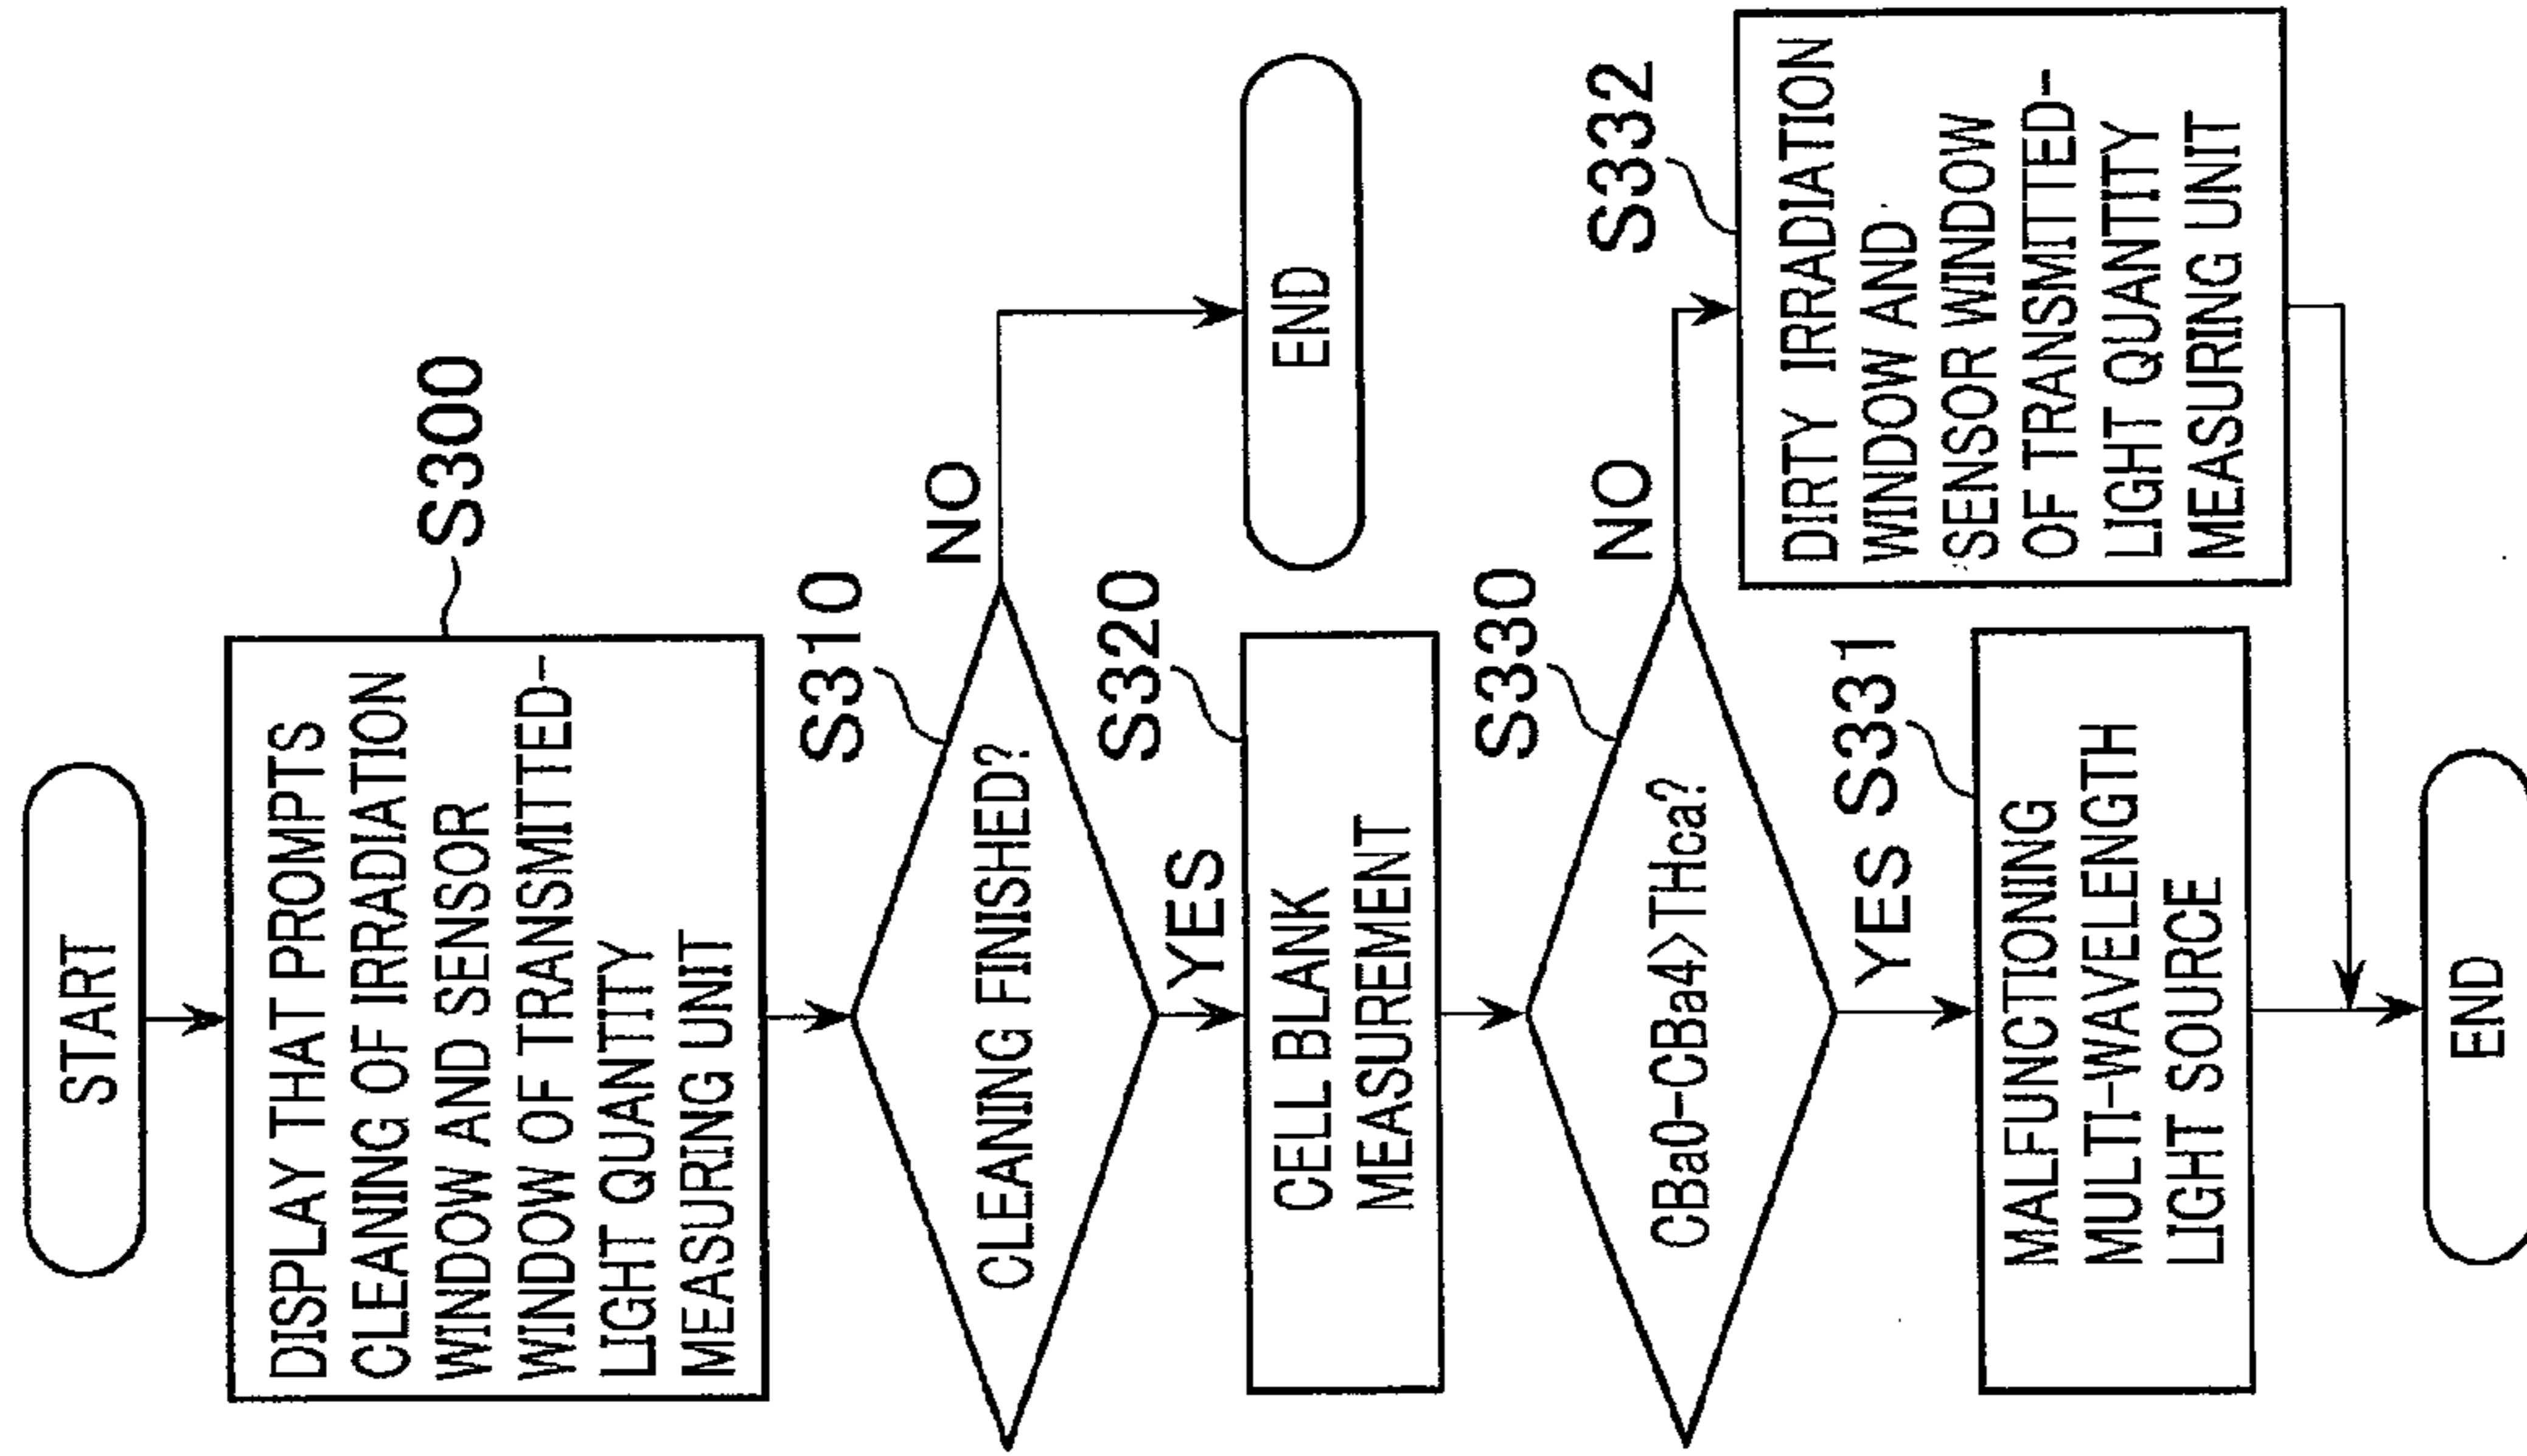 START
S300
DISPLAY THAT PROMPTS
CLEANING OF IRRADIATION
WINDOW AND SENSOR
WINDOW OF TRANSMITTED-
LIGHT QUANTITY
MEASURING UNIT
S310
CLEANING FINISHED?
NO
END
YES
S320
CELL BLANK
MEASUREMENT
S330
CBa0-CBa4>THca?
NO
S332
DIRTY IRRADIATION
WINDOW AND
SENSOR WINDOW
OF TRANSMITTED-
LIGHT QUANTITY
MEASURING UNIT
YES
S331
MALFUNCTIONING
MULTI-WAVELENGTH
LIGHT SOURCE
END